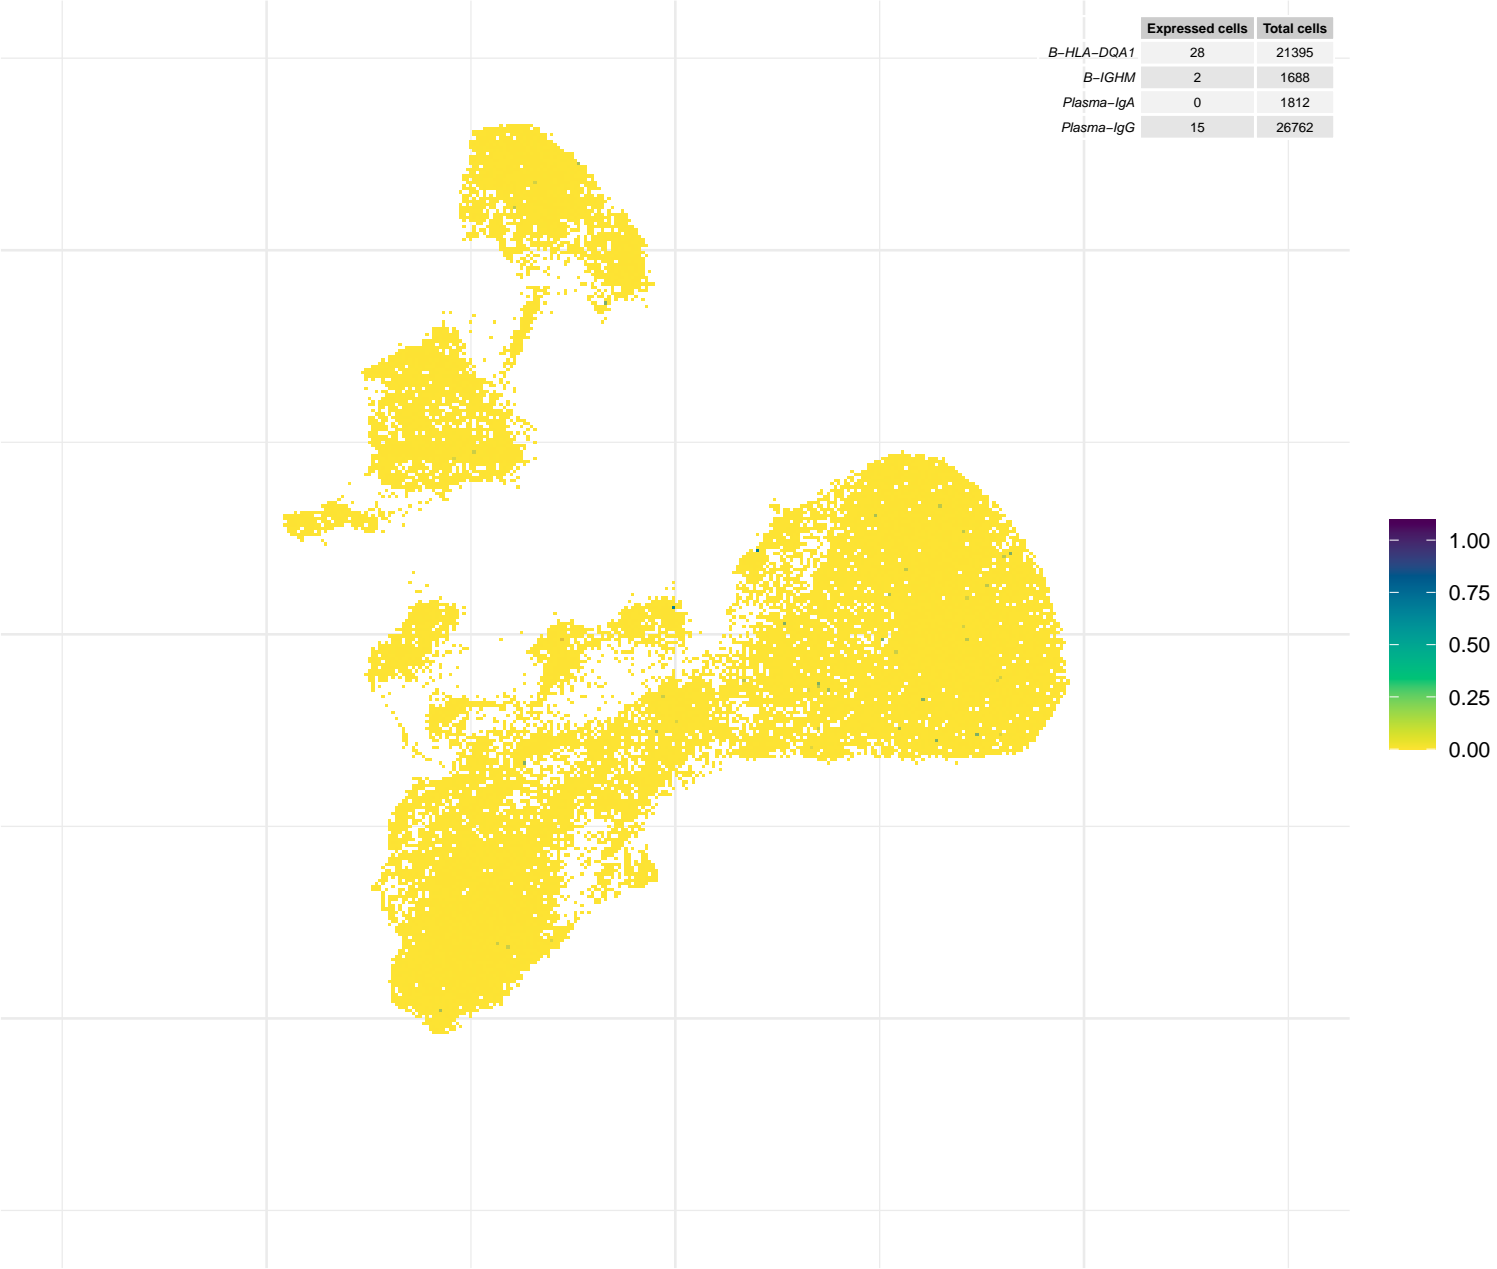 Expressed cells Total cells
B−HLA−DQA1 28 21395
B−IGHM 2 1688
Plasma−IgA 0 1812
Plasma−IgG 15 26762
1.00
0.75
0.50
0.25
0.00